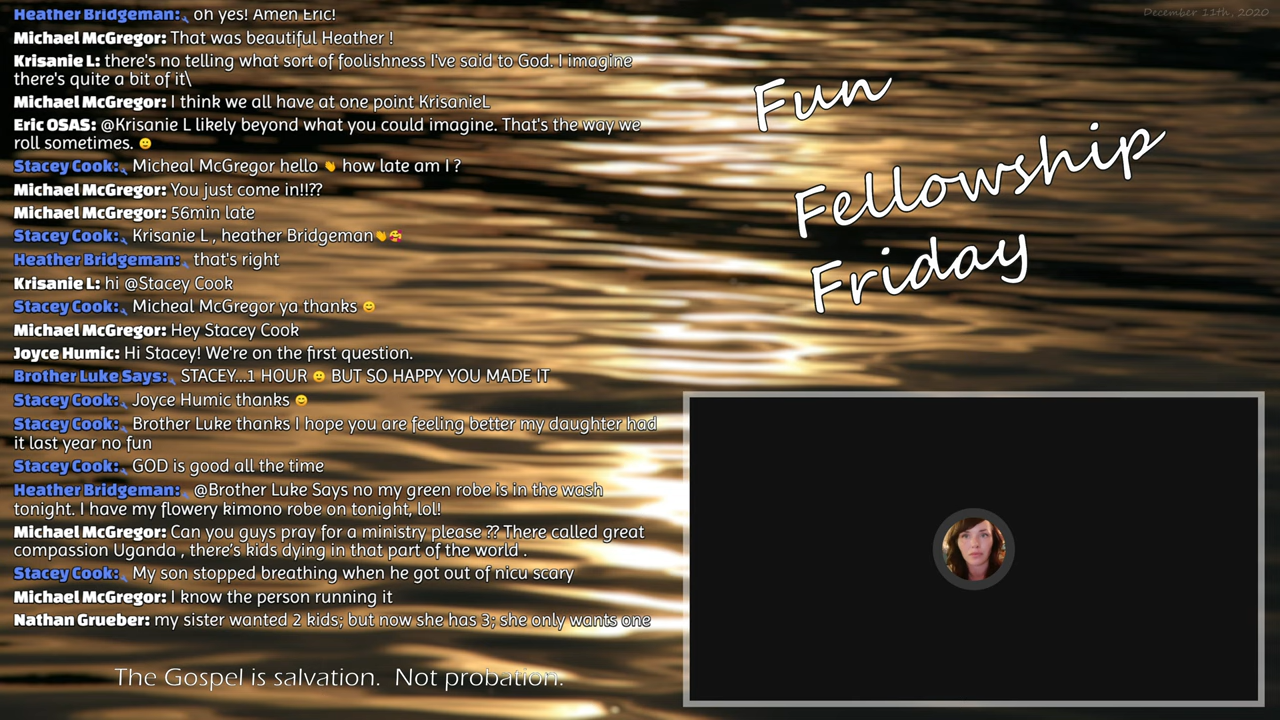 Heather Bridgeman: oh yes! Amen Eric!
Michael McGregor: That was beautiful Heather !
Krisanie L: there's no telling what sort of foolishness I've said to God. I imagine
there's quite a bit of it\
Michael McGregor: I think we all have at one point KrisanieL
Eric OSAS: @Krisanie L likely beyond what you could imagine. That's the way we
roll sometimes. 🙂
Stacey Cook: Micheal McGregor hello 👋 how late am I ?
Michael McGregor: You just come in!!??
Michael McGregor: 56min late
Stacey Cook: Krisanie L , heather Bridgeman👋🥰
Heather Bridgeman: that's right
Krisanie L: hi @Stacey Cook
Stacey Cook: Micheal McGregor ya thanks 😊
Michael McGregor: Hey Stacey Cook
Joyce Humic: Hi Stacey! We're on the first question.
Brother Luke Says: STACEY...1 HOUR 🙂 BUT SO HAPPY YOU MADE IT
Stacey Cook: Joyce Humic thanks 😊
Stacey Cook: Brother Luke thanks I hope you are feeling better my daughter had
it last year no fun
Stacey Cook: GOD is good all the time
Heather Bridgeman: @Brother Luke Says no my green robe is in the wash
tonight. I have my flowery kimono robe on tonight, lol!
Michael McGregor: Can you guys pray for a ministry please ?? There called great
compassion Uganda , there's kids dying in that part of the world .
Stacey Cook: My son stopped breathing when he got out of nicu scary
Michael McGregor: I know the person running it
Nathan Grueber: my sister wanted 2 kids; but now she has 3; she only wants one
The Gospel is salvation.  Not probation.
December 11th, 2020
Fun
Fellowship
Friday